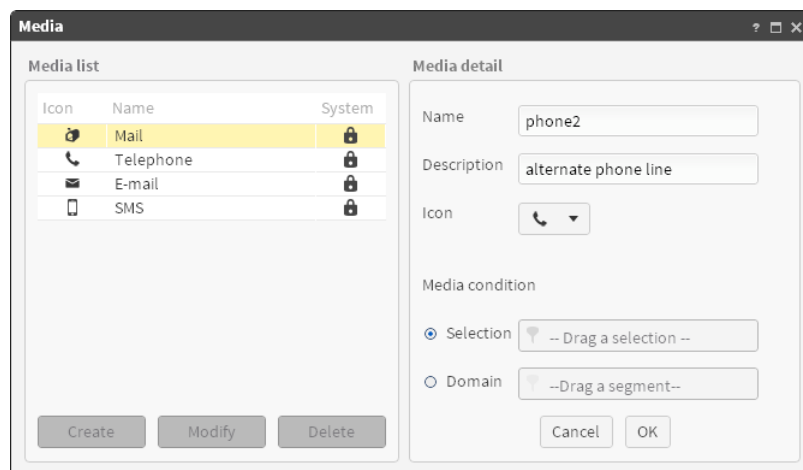 Media
?
Media list
Icon Name System
Mail
Telephone
E-mail
SMS
Create Modify Delete
Media detail
Name phone2
Description alternate phone line
Icon
Media condition
Selection -- Drag a selection --
Domain --Drag a segment--
Cancel OK